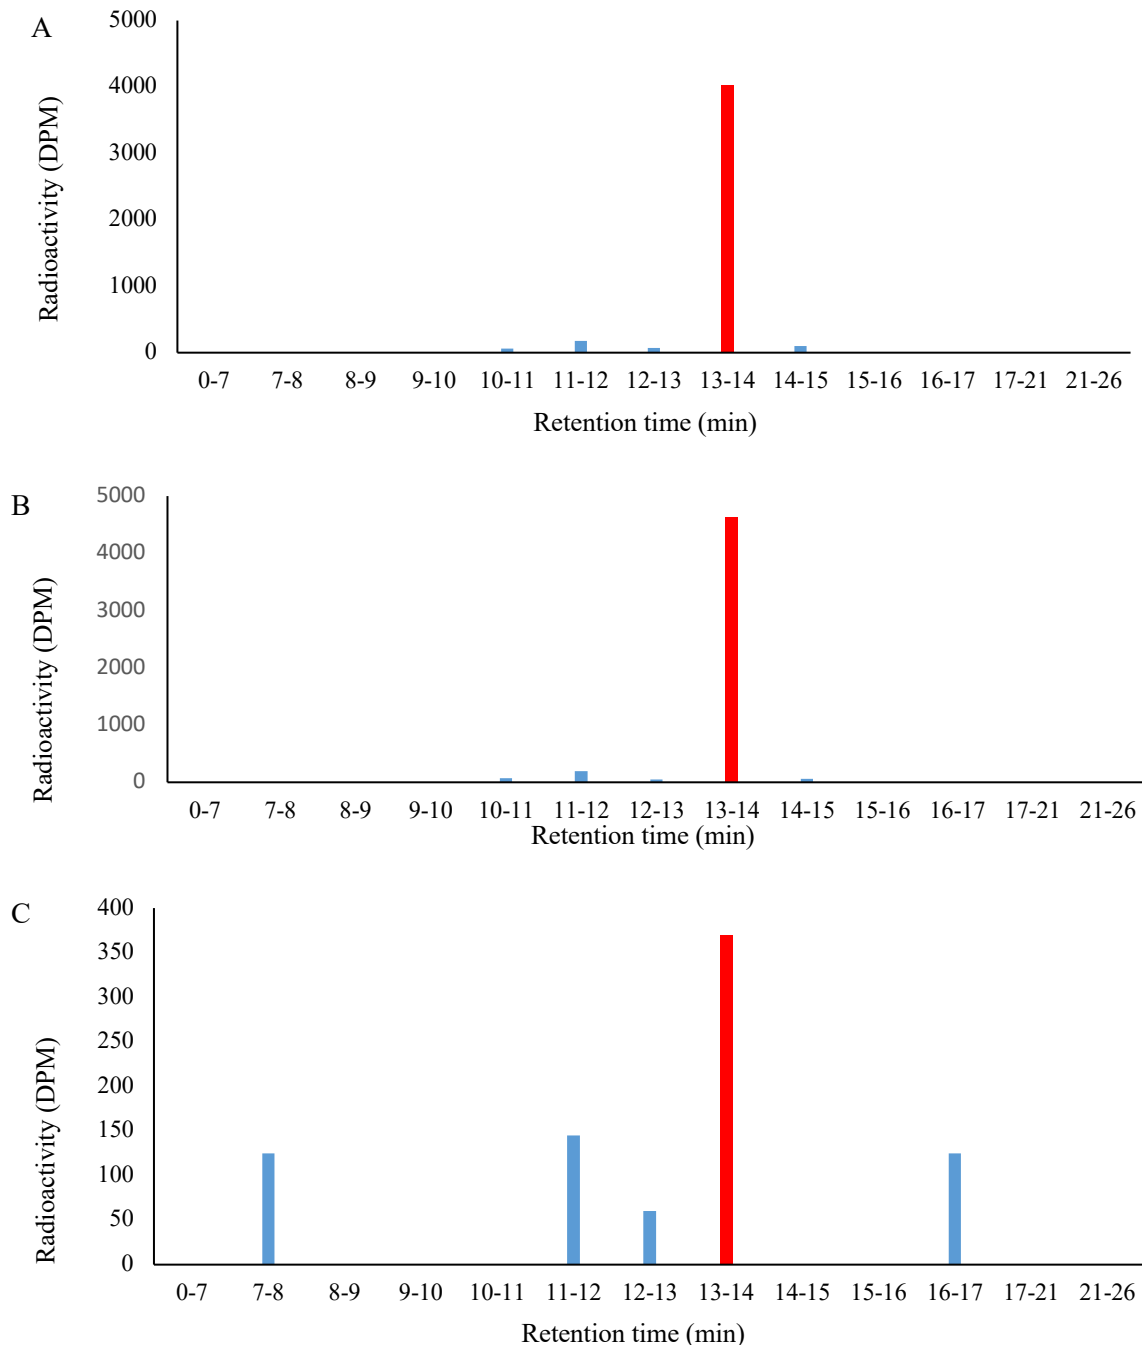 A
Radioactivity (DPM)
5000
4000
3000
2000
1000
0
0-7 7-8 8-9 9-10 10-11 11-12 12-13 13-14 14-15 15-16 16-17 17-21 21-26
Retention time (min)
B
Radioactivity (DPM)
5000
4000
3000
2000
1000
0
0-7 7-8 8-9 9-10 10-11 11-12 12-13 13-14 14-15 15-16 16-17 17-21 21-26
Retention time (min)
C
Radioactivity (DPM)
400
350
300
250
200
150
100
50
0
0-7 7-8 8-9 9-10 10-11 11-12 12-13 13-14 14-15 15-16 16-17 17-21 21-26
Retention time (min)